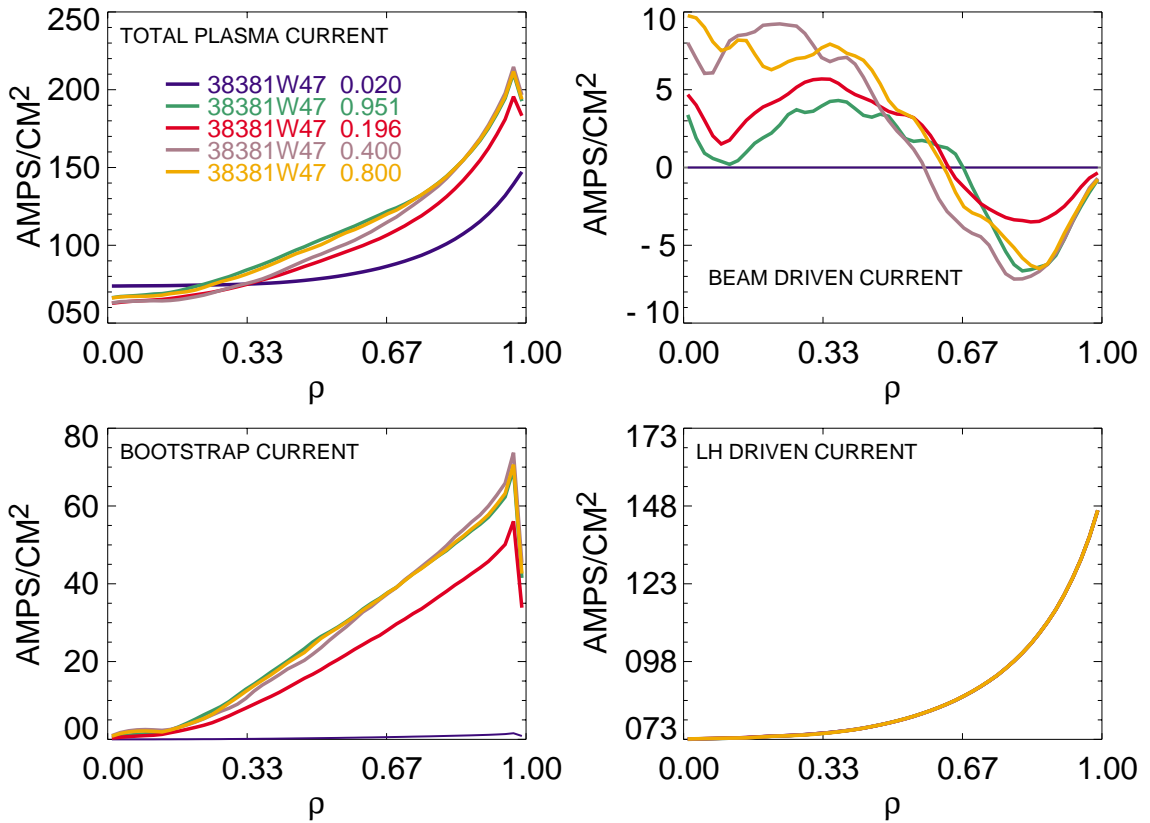 TOTAL PLASMA CURRENT
38381W47 0.020
38381W47 0.951
38381W47 0.196
38381W47 0.400
38381W47 0.800
250
200
150
100
050
AMPS/CM²
0.00 0.33 0.67 1.00
ρ
10
5
0
- 5
- 10
AMPS/CM²
BEAM DRIVEN CURRENT
0.00 0.33 0.67 1.00
ρ
BOOTSTRAP CURRENT
80
60
40
20
00
AMPS/CM²
0.00 0.33 0.67 1.00
ρ
LH DRIVEN CURRENT
173
148
123
098
073
AMPS/CM²
0.00 0.33 0.67 1.00
ρ